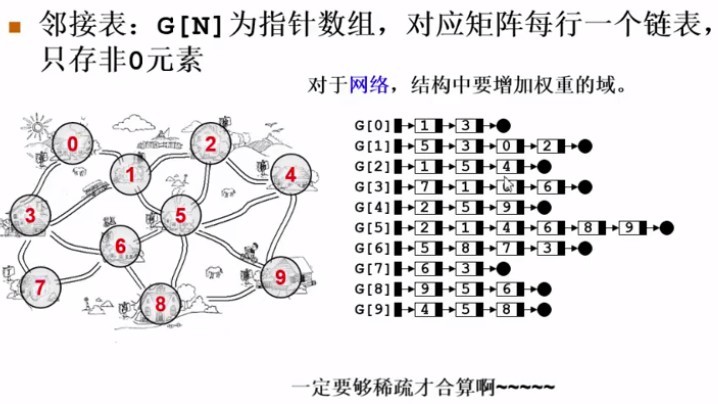 邻接表：G[N]为指针数组，对应矩阵每行一个链表，
只存非0元素
对于网络，结构中要增加权重的域。
0
2
1
4
3
5
6
7
8
9
G[0] 1 3
G[1] 5 3 0 2
G[2] 1 5 4
G[3] 7 1 6
G[4] 2 5 9
G[5] 2 1 4 6 8 9
G[6] 5 8 7 3
G[7] 6 3
G[8] 9 5 6
G[9] 4 5 8
一定要够稀疏才合算啊~~~~~